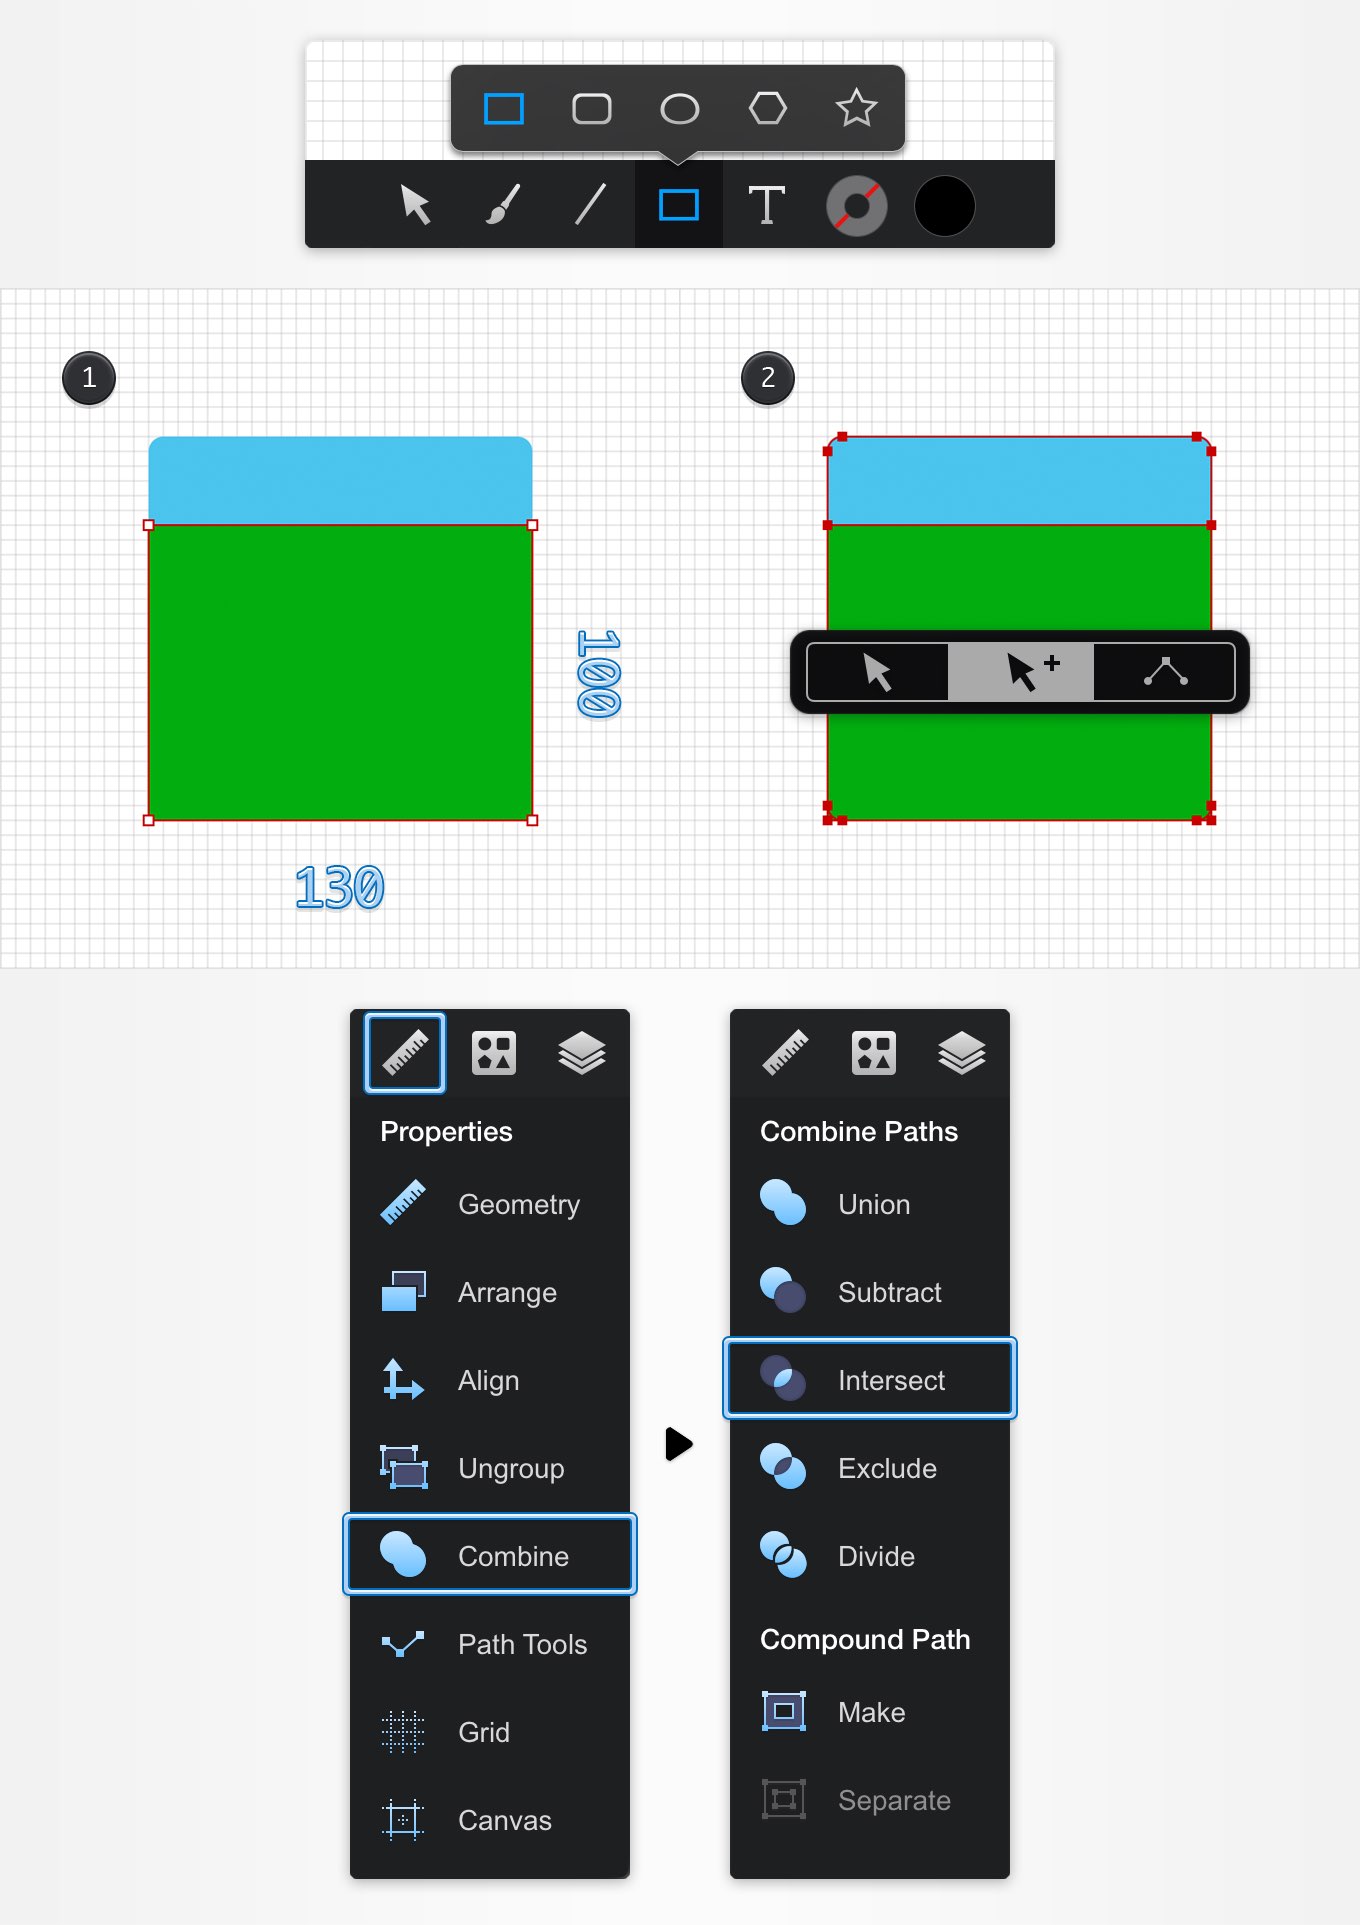 T
1
2
100
130
Properties
Geometry
Arrange
Align
Ungroup
Combine
Path Tools
Grid
Canvas
Combine Paths
Union
Subtract
Intersect
Exclude
Divide
Compound Path
Make
Separate